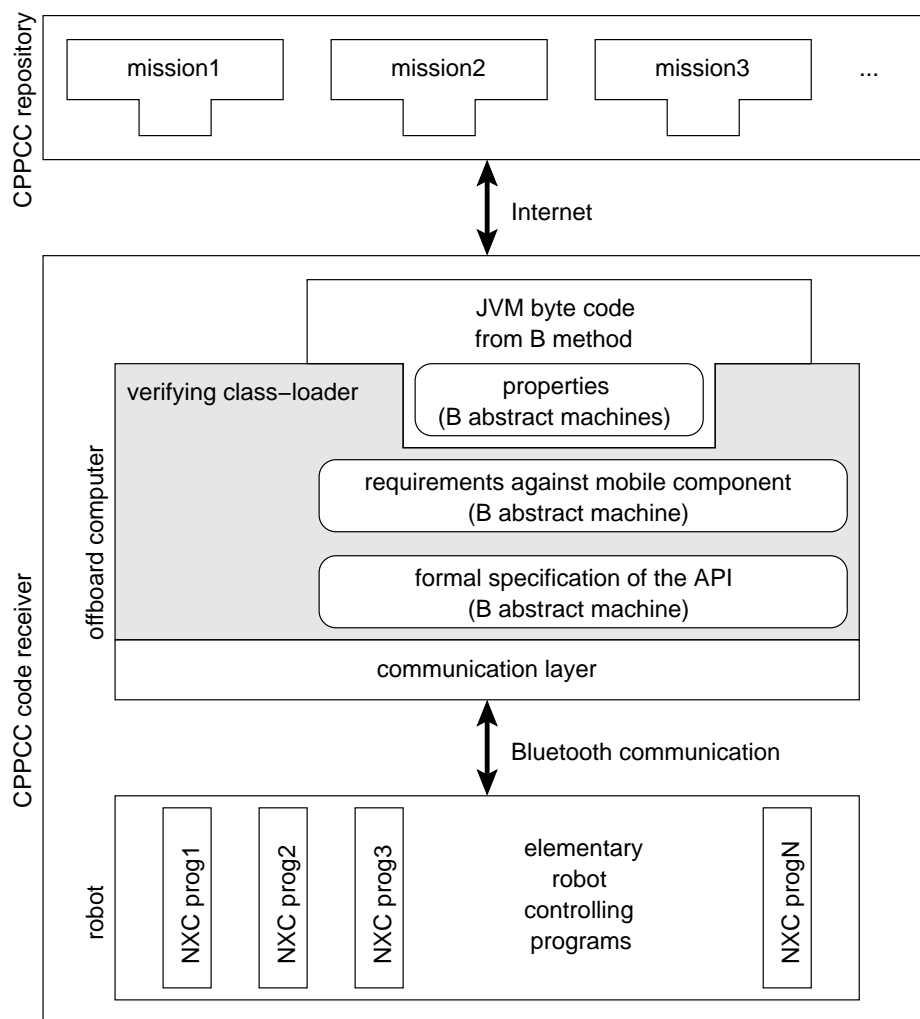 CPPCC repository
mission1
mission2
mission3
...
Internet
CPPCC code receiver
offboard computer
JVM byte code
from B method
verifying class−loader
properties
(B abstract machines)
requirements against mobile component
(B abstract machine)
formal specification of the API
(B abstract machine)
communication layer
Bluetooth communication
robot
NXC prog1
NXC prog2
NXC prog3
elementary
robot
controlling
programs
NXC progN